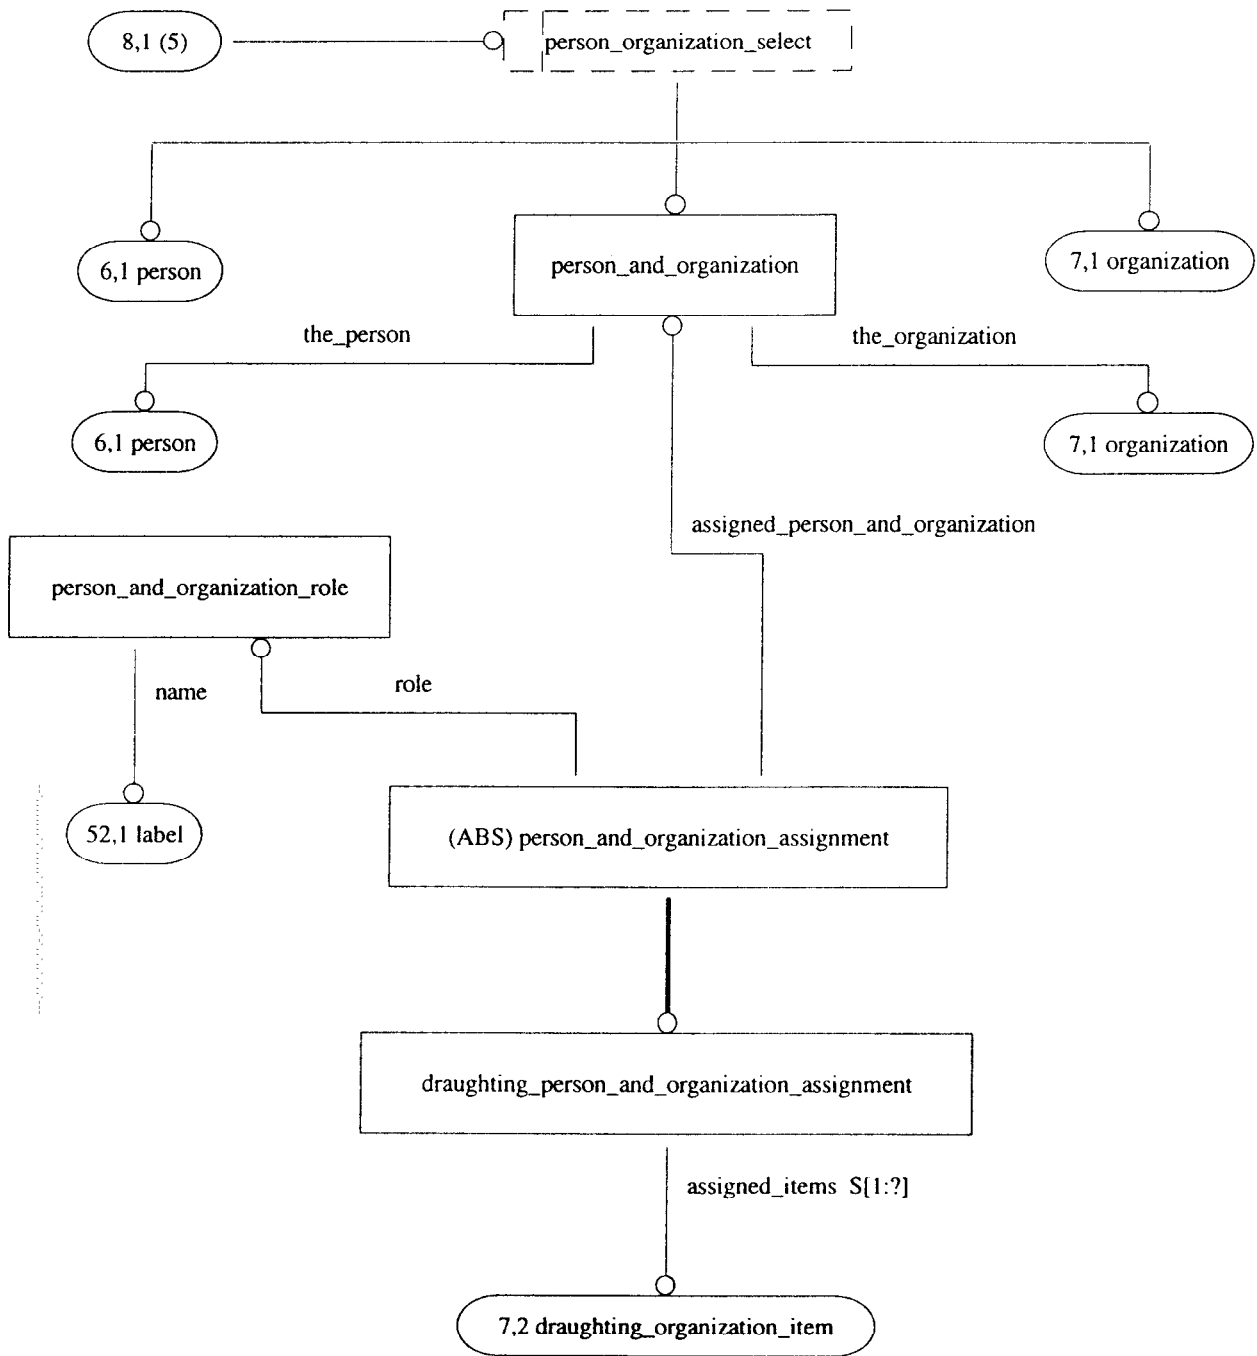 8,1 (5)
person_organization_select
6,1 person
person_and_organization
7,1 organization
the_person
the_organization
6,1 person
7,1 organization
assigned_person_and_organization
person_and_organization_role
name
role
52,1 label
(ABS) person_and_organization_assignment
draughting_person_and_organization_assignment
assigned_items S[1:?]
7,2 draughting_organization_item